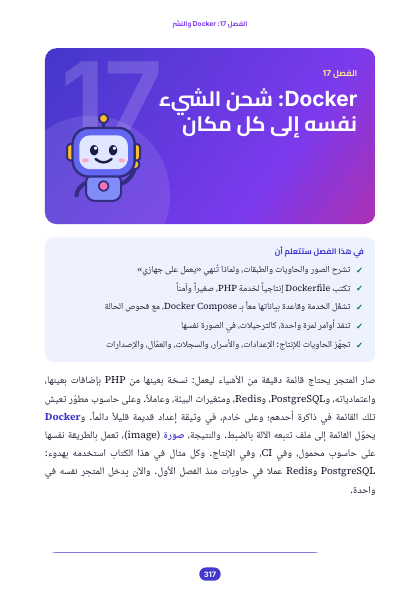 الفصل 17: Docker والنشر
17
الفصل 17
Docker: شحن الشيء
نفسه إلى كل مكان
في هذا الفصل ستتعلم أن
✓ تشرح الصور والحاويات والطبقات، ولماذا تُنهي «يعمل على جهازي»
✓ تكتب Dockerfile إنتاجياً لخدمة PHP، صغيراً وآمناً
✓ تشغّل الخدمة وقاعدة بياناتها معاً بـ Docker Compose، مع فحوص الحالة
✓ تنفذ أوامر لمرة واحدة، كالترحيلات، في الصورة نفسها
✓ تجهّز الحاويات للإنتاج: الإعدادات، والأسرار، والسجلات، والعمّال، والإصدارات
صار المتجر يحتاج قائمة دقيقة من الأشياء ليعمل: نسخة بعينها من PHP بإضافات بعينها،
واعتمادياته، وPostgreSQL، وRedis، ومتغيرات البيئة، وعاملاً. وعلى حاسوب مطوّر تعيش
تلك القائمة في ذاكرة أحدهم؛ وعلى خادم، في وثيقة إعداد قديمة قليلاً دائماً. وDocker
يحوّل القائمة إلى ملف تتبعه الآلة بالضبط. والنتيجة، صورة (image)، تعمل بالطريقة نفسها
على حاسوب محمول، وفي CI، وفي الإنتاج. وكل مثال في هذا الكتاب استخدمه بهدوء:
PostgreSQL وRedis عملا في حاويات منذ الفصل الأول. والآن يدخل المتجر نفسه في
واحدة.
317